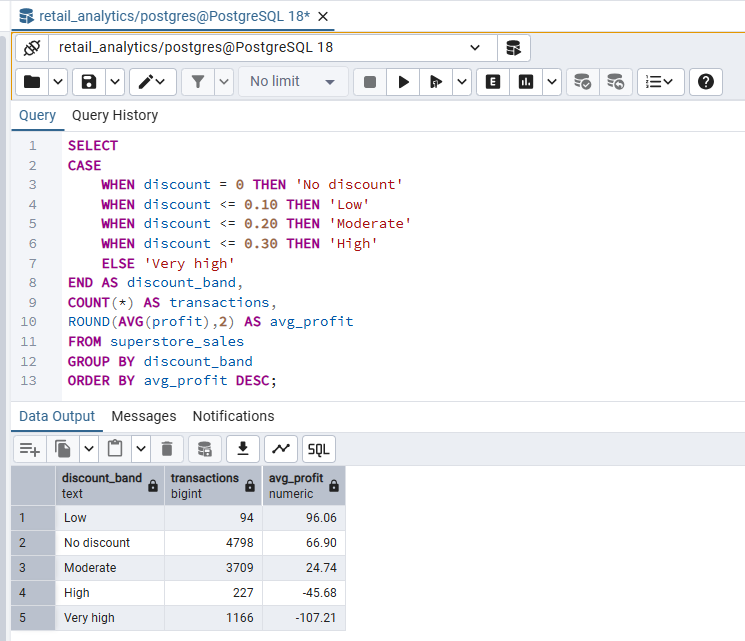 retail_analytics/postgres@PostgreSQL 18*
retail_analytics/postgres@PostgreSQL 18
No limit
E
Query Query History
1 SELECT
2 CASE
3 WHEN discount = 0 THEN 'No discount'
4 WHEN discount <= 0.10 THEN 'Low'
5 WHEN discount <= 0.20 THEN 'Moderate'
6 WHEN discount <= 0.30 THEN 'High'
7 ELSE 'Very high'
8 END AS discount_band,
9 COUNT(*) AS transactions,
10 ROUND(AVG(profit),2) AS avg_profit
11 FROM superstore_sales
12 GROUP BY discount_band
13 ORDER BY avg_profit DESC;
Data Output Messages Notifications
SQL
discount_band transactions avg_profit
text bigint numeric
1 Low 94 96.06
2 No discount 4798 66.90
3 Moderate 3709 24.74
4 High 227 -45.68
5 Very high 1166 -107.21